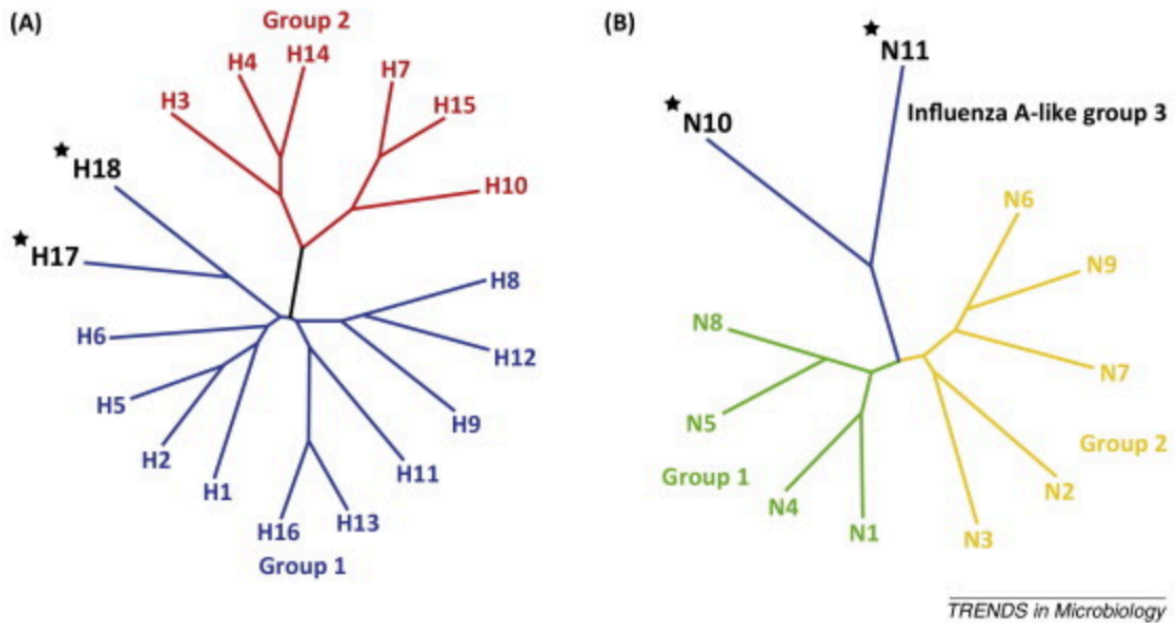 (A)
Group 2
H14
H4
H7
H3
H15
H18
H10
H17
H8
H6
H12
H5
H9
H2
H11
H1
H16
H13
Group 1
(B)
N11
N10
Influenza A-like group 3
N6
N9
N8
N7
N5
Group 2
Group 1
N2
N4
N1
N3
TRENDS in Microbiology